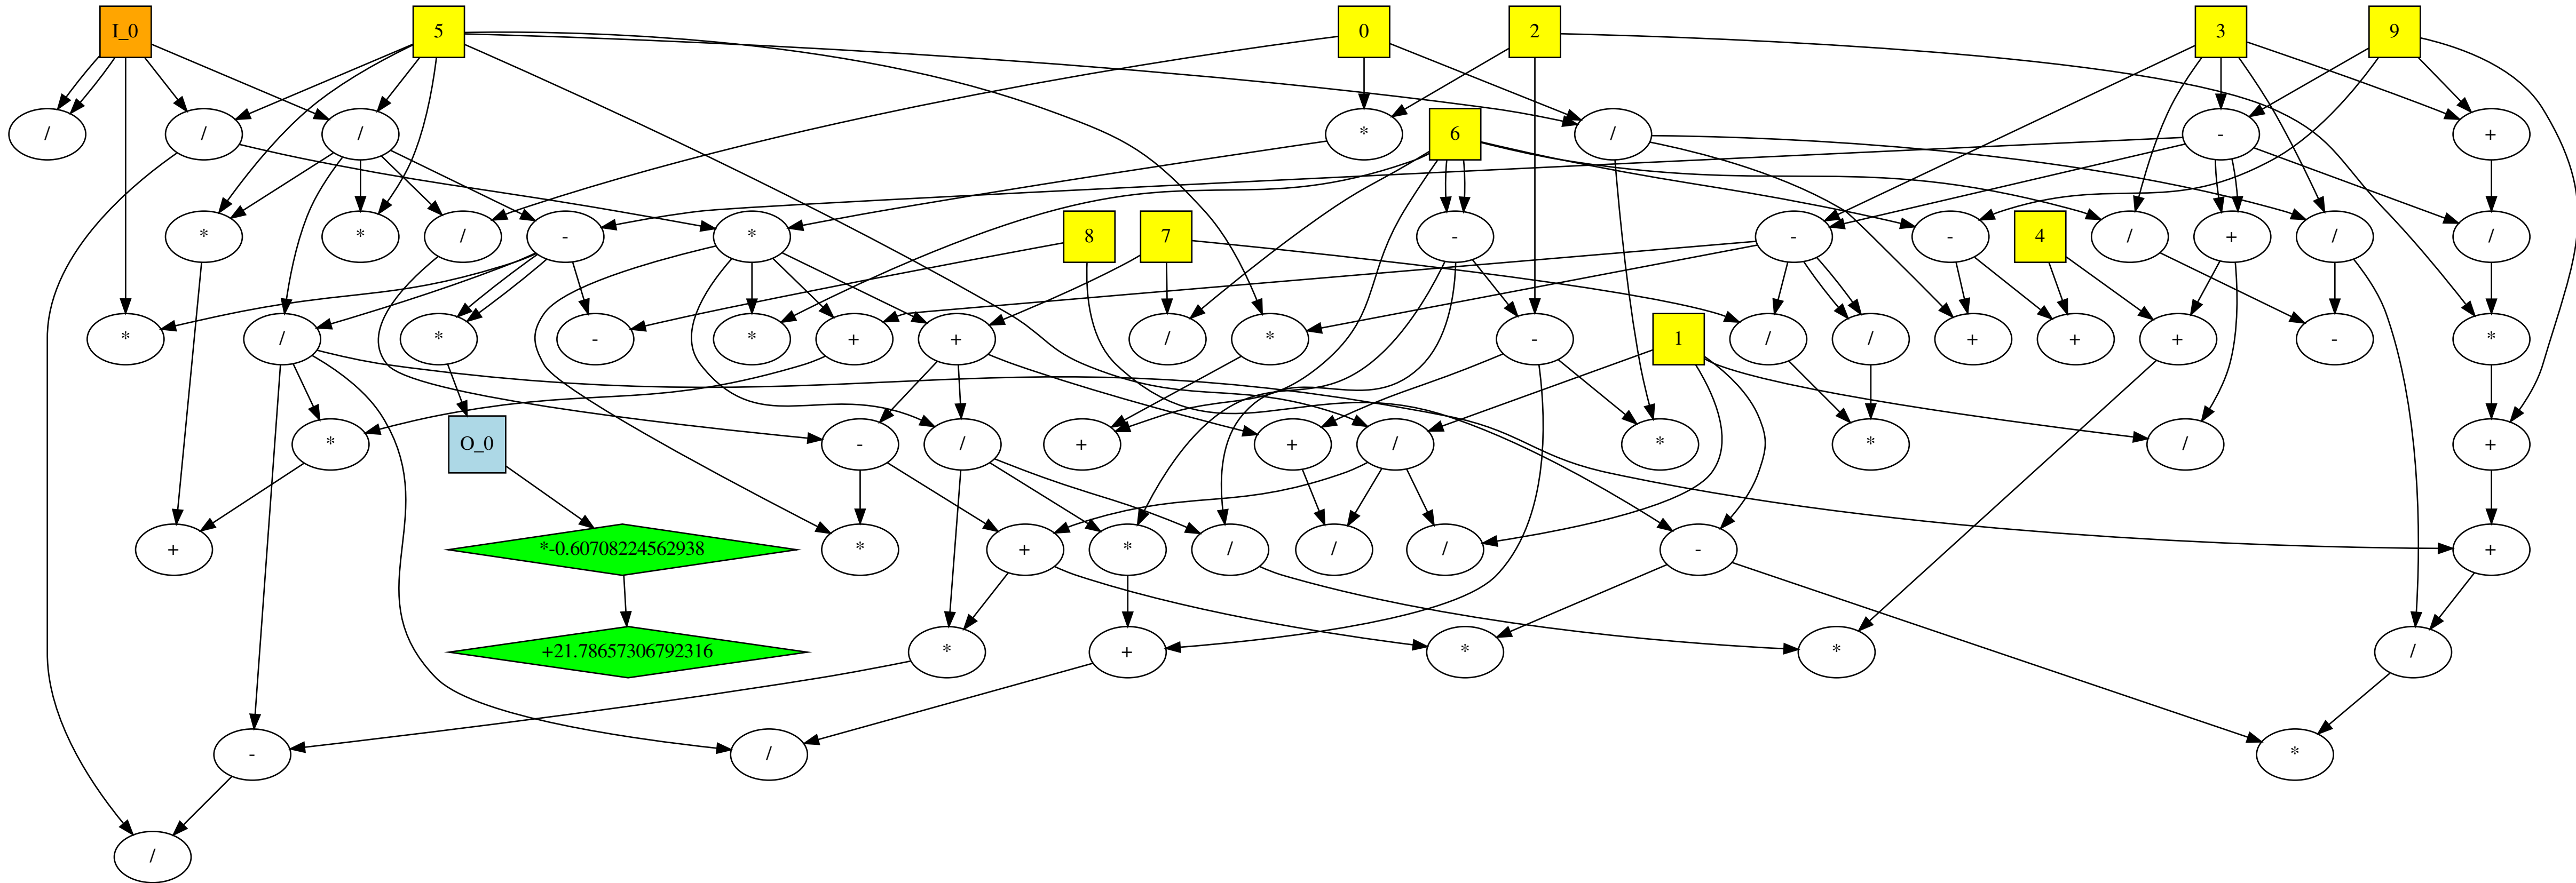 I_0 5 0 2 3 9
/ / / * 6 / - +
* * / - * 8 7 - - - 4 / + / /
* / * - * + + / * - 1 / / + + + - *
* O_0 - / + + / * * / +
+ *-0.60708224562938 * + * / / / - +
+21.78657306792316 * + * * /
- / *
/